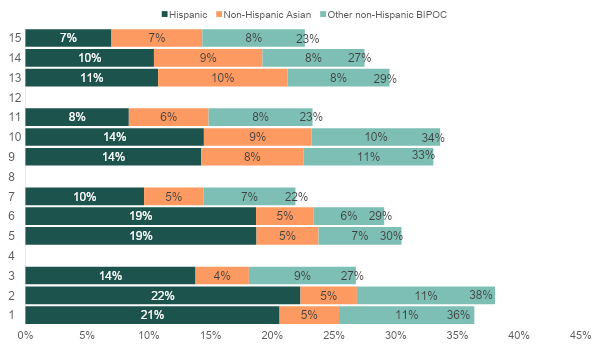 Hispanic Non-Hispanic Asian Other non-Hispanic BIPOC
15 7% 7% 8% 23%
14 10% 9% 8% 27%
13 11% 10% 8% 29%
12
11 8% 6% 8% 23%
10 14% 9% 10% 34%
9 14% 8% 11% 33%
8
7 10% 5% 7% 22%
6 19% 5% 6% 29%
5 19% 5% 7% 30%
4
3 14% 4% 9% 27%
2 22% 5% 11% 38%
1 21% 5% 11% 36%
0% 5% 10% 15% 20% 25% 30% 35% 40% 45%